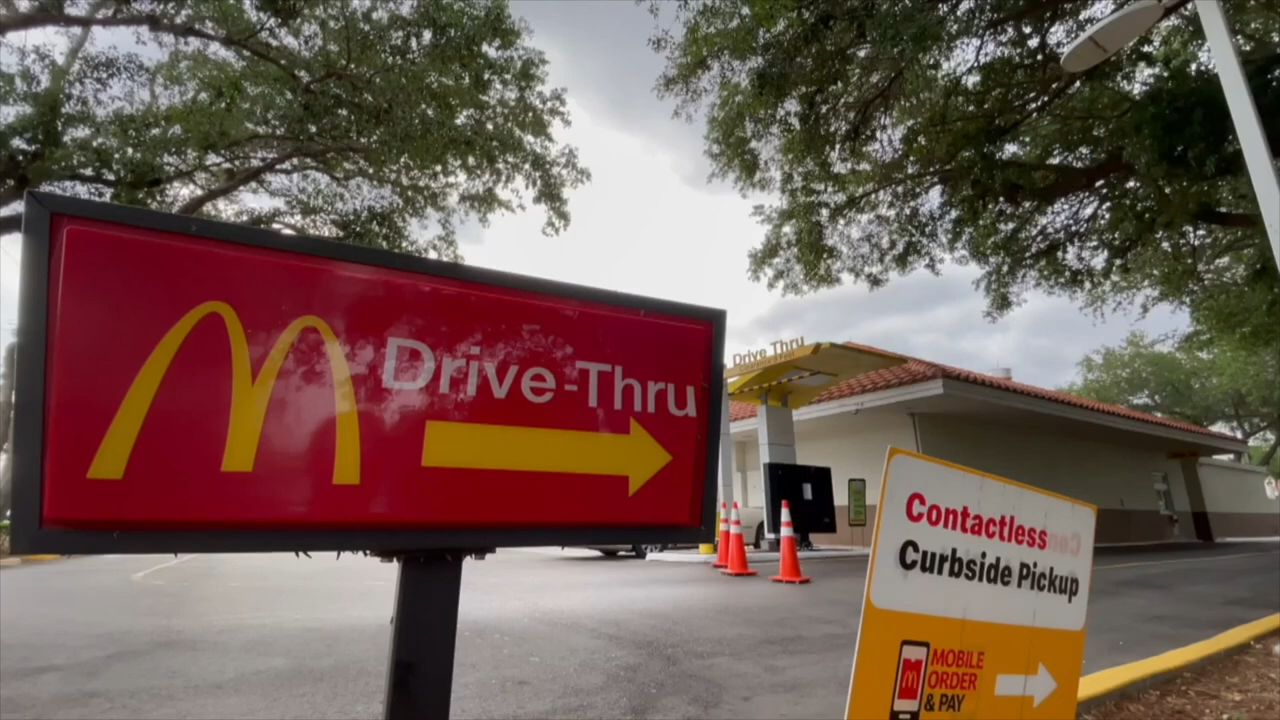 Drive-Thru
Drive Thru
Contactless
Curbside Pickup
MOBILE
ORDER
& PAY